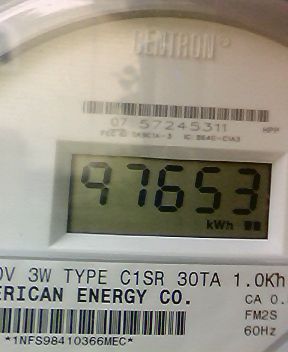 CENTRON®
07 57245311
HPP
97653
kWh
0V 3W TYPE C1SR 30TA 1.0Kh
ERICAN ENERGY CO.
CA 0.
FM2S
60Hz
*1NFS98410366MEC*